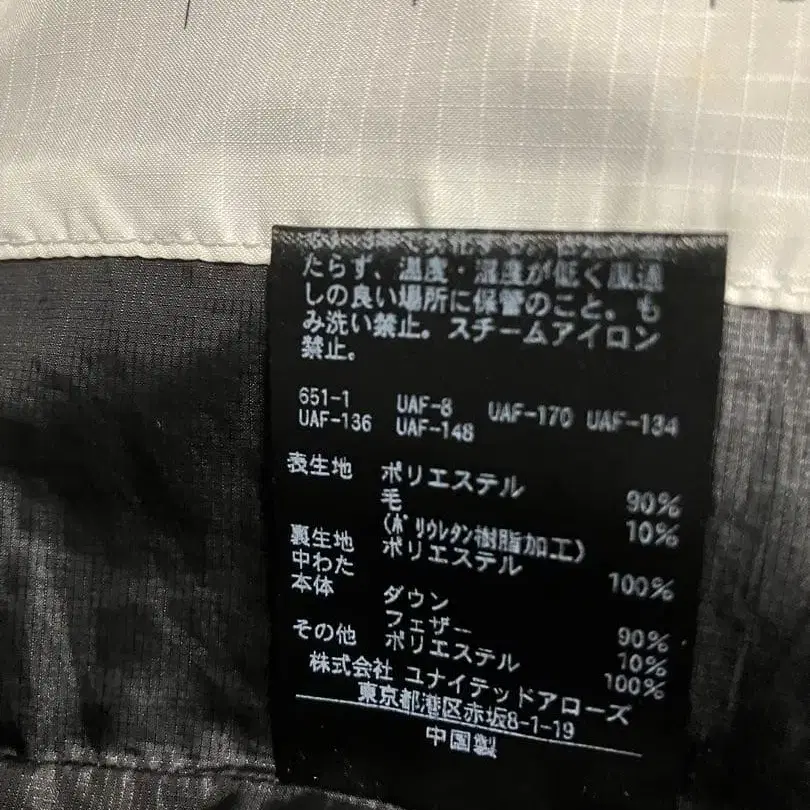 たらず、温度・湿度が低く風通
しの良い場所に保管のこと。も
み洗い禁止。スチームアイロン
禁止。
651-1 UAF-8 UAF-170 UAF-134
UAF-136 UAF-148
表生地 ポリエステル 90%
毛 10%
(ポリウレタン樹脂加工)
裏生地 ポリエステル 100%
中わた
本体 ダウン 90%
フェザー 10%
その他 ポリエステル 100%
株式会社 ユナイテッドアローズ
東京都港区赤坂8-1-19
中国製